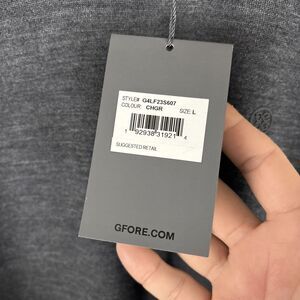 STYLE# G4LF23S607
COLOUR: CHGR SIZE: L
1 92938 31921 4
SUGGESTED RETAIL
GFORE.COM